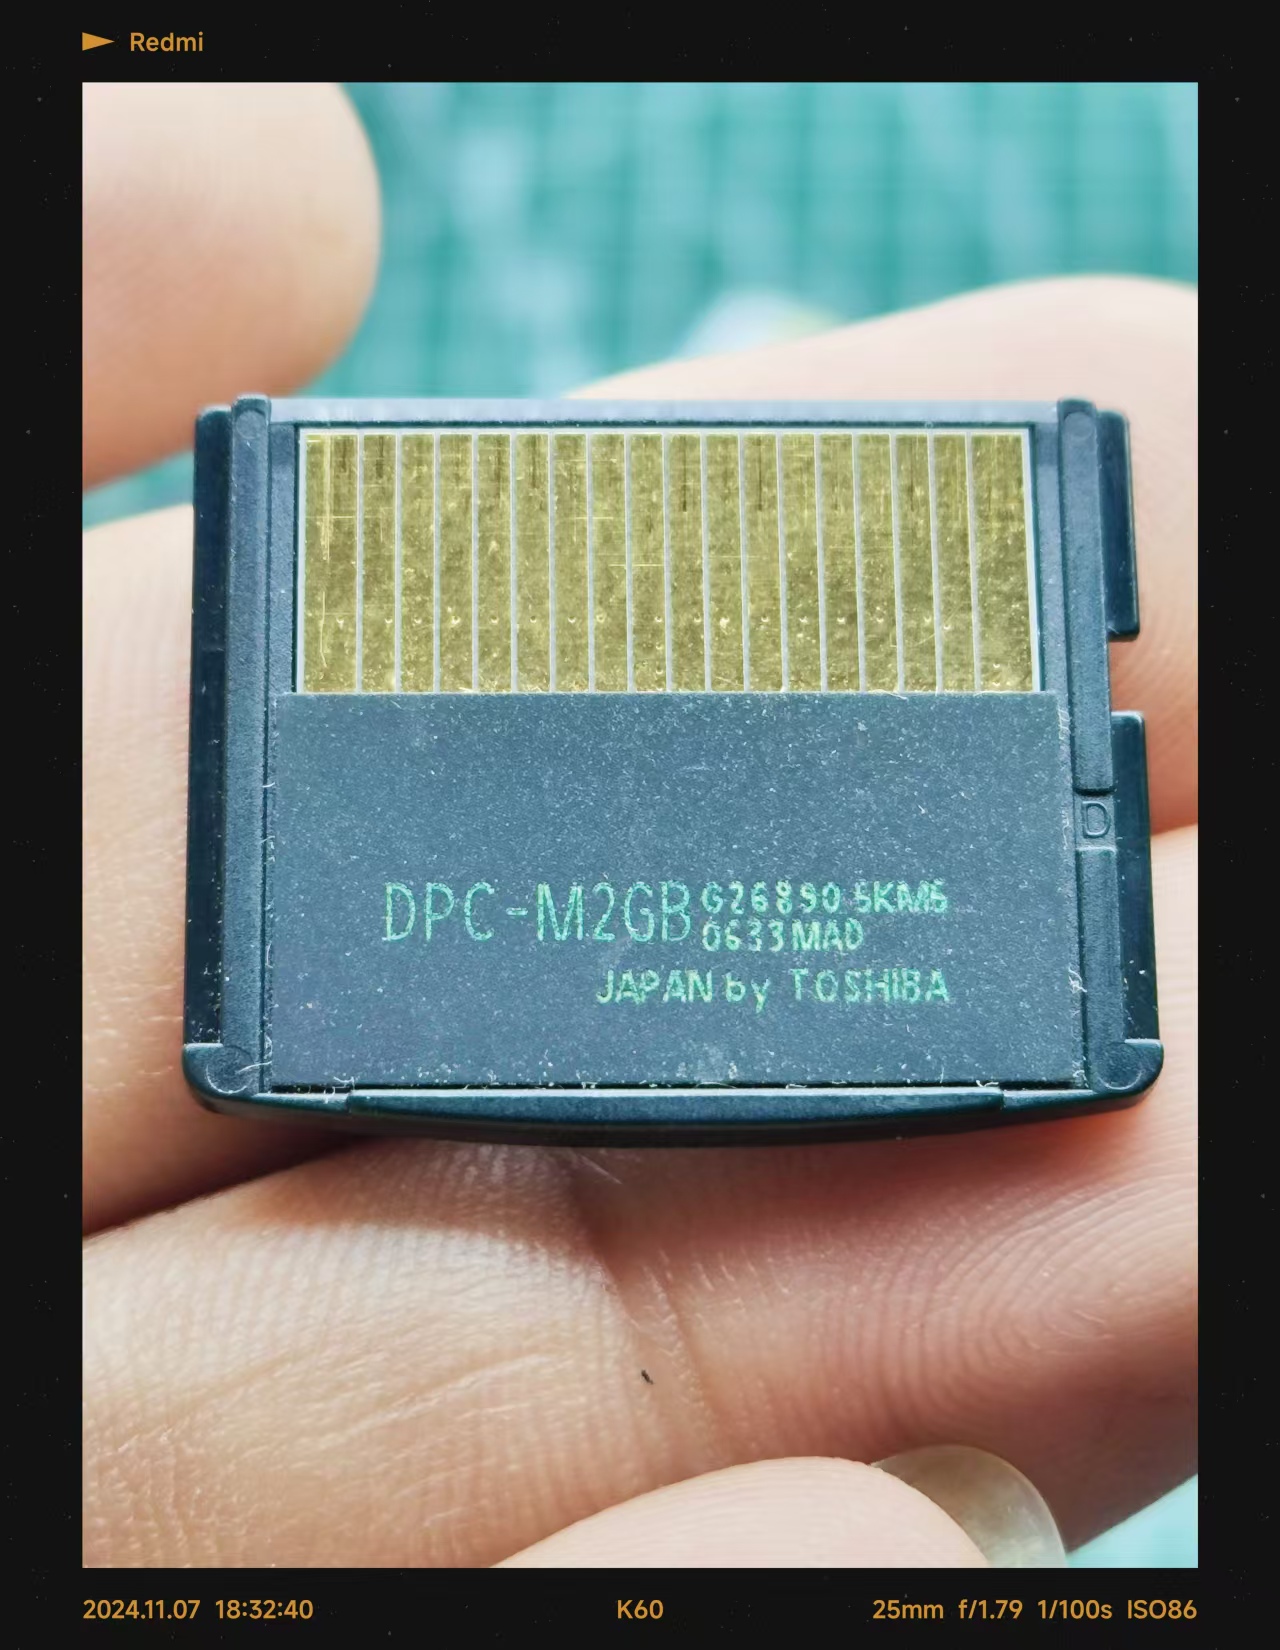 Redmi
D
DPC-M2GB G26890 5KM5
0633MAD
JAPAN by TOSHIBA
2024.11.07 18:32:40 K60 25mm f/1.79 1/100s ISO86